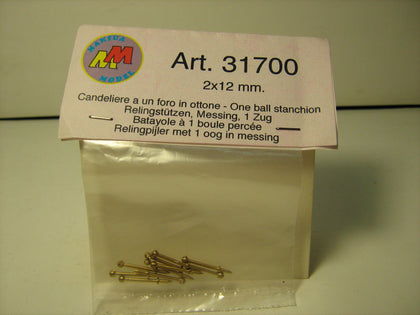 MANTUA
MM
MODEL
Art. 31700
2x12 mm.
Candeliere a un foro in ottone - One ball stanchion
Relingstützen, Messing, 1 Zug
Batayole à 1 boule percée
Relingpijler met 1 oog in messing